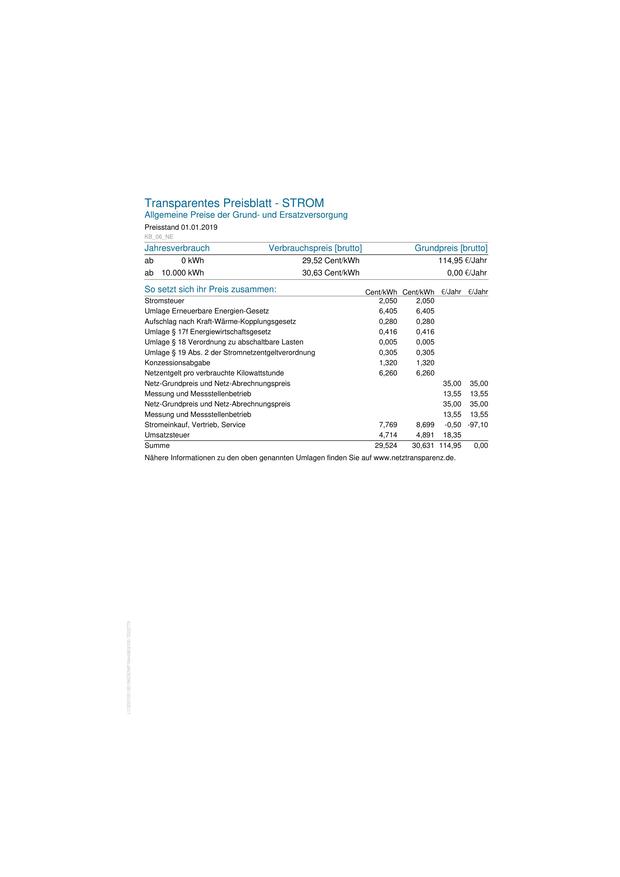 Transparentes Preisblatt - STROM
Allgemeine Preise der Grund- und Ersatzversorgung
Preisstand 01.01.2019
KB_06_NE
Jahresverbrauch Verbrauchspreis [brutto] Grundpreis [brutto]
ab 0 kWh 29,52 Cent/kWh 114,95 €/Jahr
ab 10.000 kWh 30,63 Cent/kWh 0,00 €/Jahr
So setzt sich ihr Preis zusammen: Cent/kWh Cent/kWh €/Jahr €/Jahr
Stromsteuer 2,050 2,050
Umlage Erneuerbare Energien-Gesetz 6,405 6,405
Aufschlag nach Kraft-Wärme-Kopplungsgesetz 0,280 0,280
Umlage § 17f Energiewirtschaftsgesetz 0,416 0,416
Umlage § 18 Verordnung zu abschaltbare Lasten 0,005 0,005
Umlage § 19 Abs. 2 der Stromnetzentgeltverordnung 0,305 0,305
Konzessionsabgabe 1,320 1,320
Netzentgelt pro verbrauchte Kilowattstunde 6,260 6,260
Netz-Grundpreis und Netz-Abrechnungspreis 35,00 35,00
Messung und Messstellenbetrieb 13,55 13,55
Netz-Grundpreis und Netz-Abrechnungspreis 35,00 35,00
Messung und Messstellenbetrieb 13,55 13,55
Stromeinkauf, Vertrieb, Service 7,769 8,699 -0,50 -97,10
Umsatzsteuer 4,714 4,891 18,35
Summe 29,524 30,631 114,95 0,00
Nähere Informationen zu den oben genannten Umlagen finden Sie auf www.netztransparenz.de.